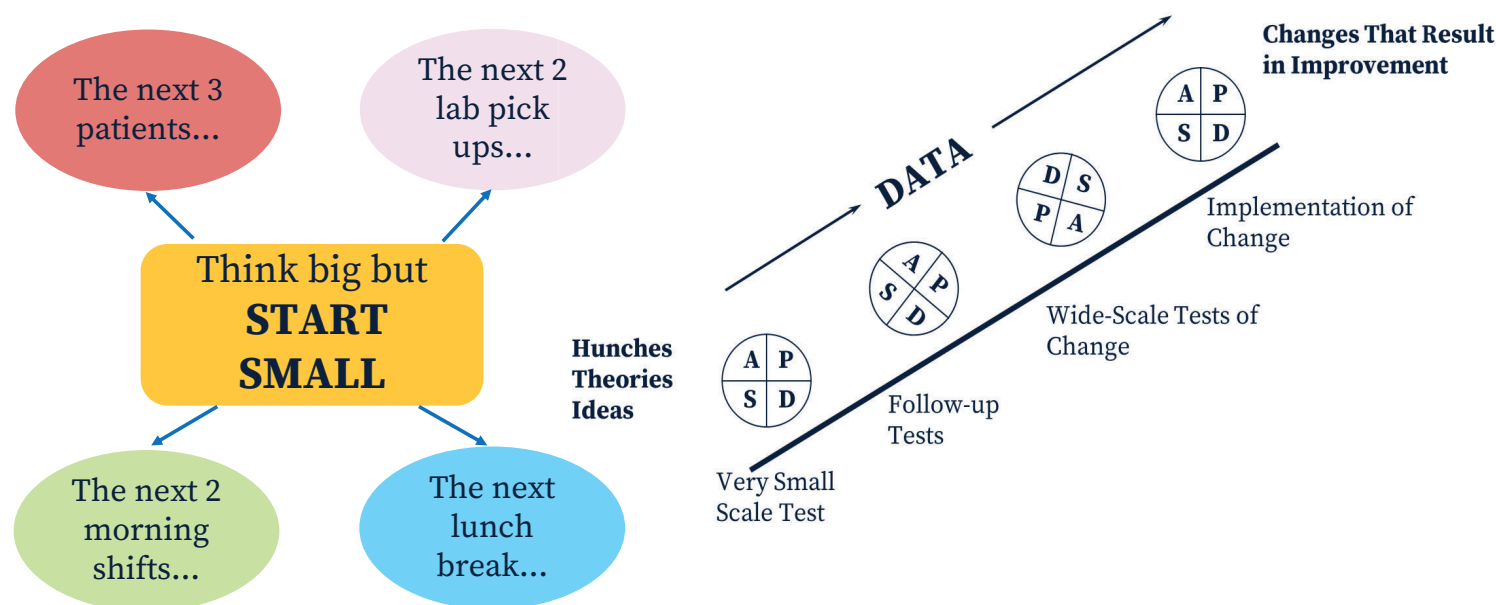 The next 3
patients...
The next 2
lab pick
ups...
Think big but
START
SMALL
The next 2
morning
shifts...
The next
lunch
break...
Changes That Result
in Improvement
DATA
A P
S D
D S
P A
A P
S D
A P
S D
Hunches
Theories
Ideas
Implementation of
Change
Wide-Scale Tests of
Change
Follow-up
Tests
Very Small
Scale Test